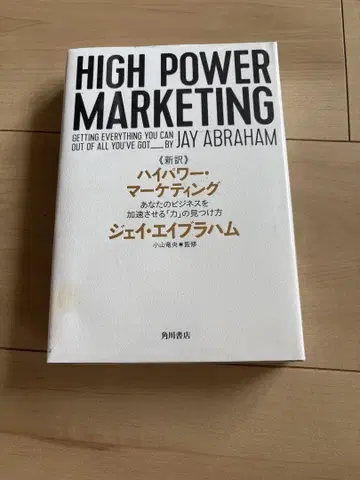 HIGH POWER
MARKETING
GETTING EVERYTHING YOU CAN
OUT OF ALL YOU'VE GOT__BY JAY ABRAHAM
《新訳》
ハイパワー・
マーケティング
あなたのビジネスを
加速させる「力」の見つけ方
ジェイ・エイブラハム
小山竜央■監修
角川書店